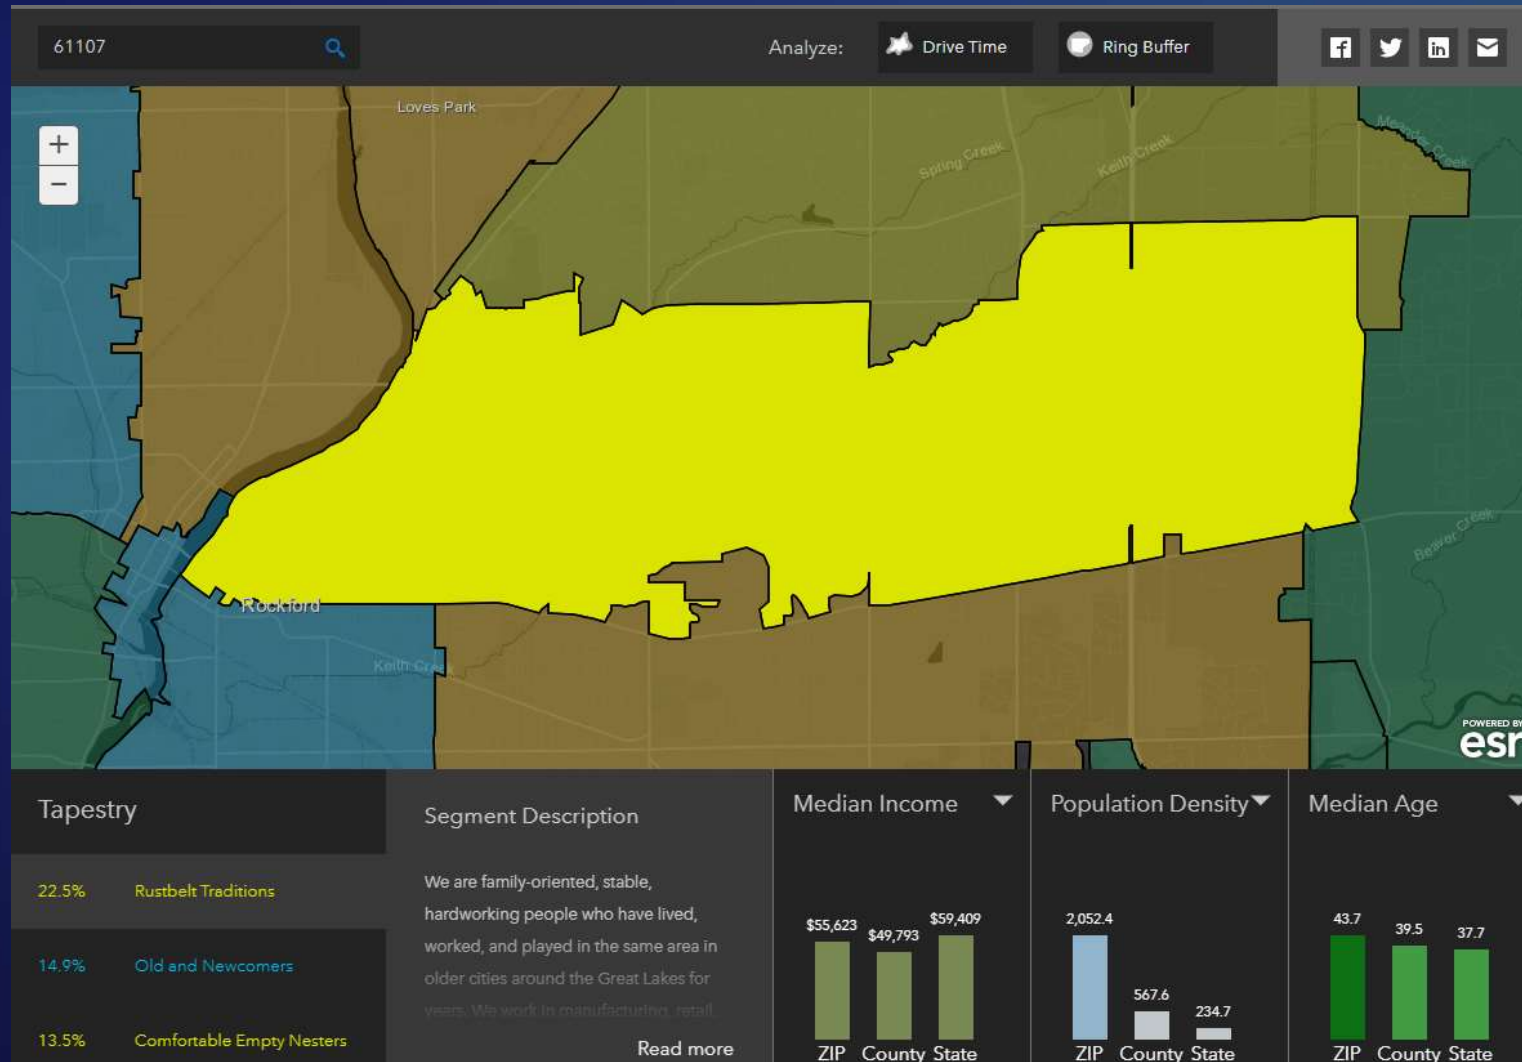 61107
Analyze:
Drive Time
Ring Buffer
Loves Park
Meander Creek
Spring Creek
Keith Creek
Beaver Creek
Rockford
Keith Creek
POWERED BY
esri
Tapestry
22.5% Rustbelt Traditions
14.9% Old and Newcomers
13.5% Comfortable Empty Nesters
Segment Description
We are family-oriented, stable,
hardworking people who have lived,
worked, and played in the same area in
older cities around the Great Lakes for
years. We work in manufacturing, retail
Read more
Median Income
$55,623 $49,793 $59,409
ZIP County State
Population Density
2,052.4 567.6 234.7
ZIP County State
Median Age
43.7 39.5 37.7
ZIP County State